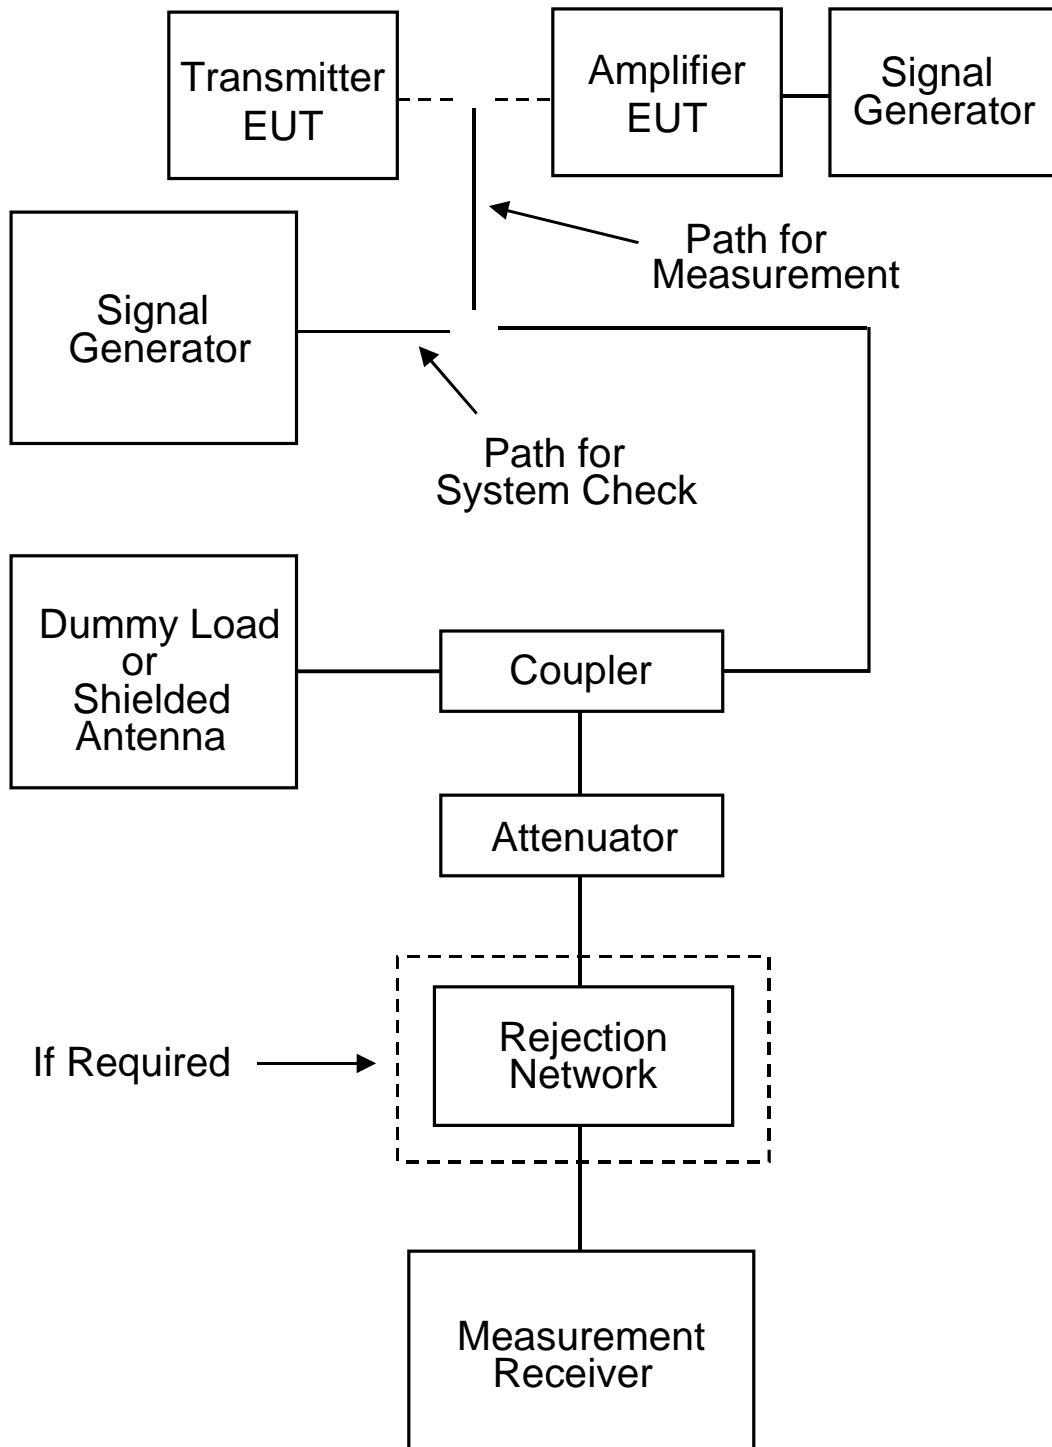 Transmitter
EUT
Amplifier
EUT
Signal
Generator
Path for
Measurement
Signal
Generator
Path for
System Check
Dummy Load
or
Shielded
Antenna
Coupler
Attenuator
If Required
Rejection
Network
Measurement
Receiver